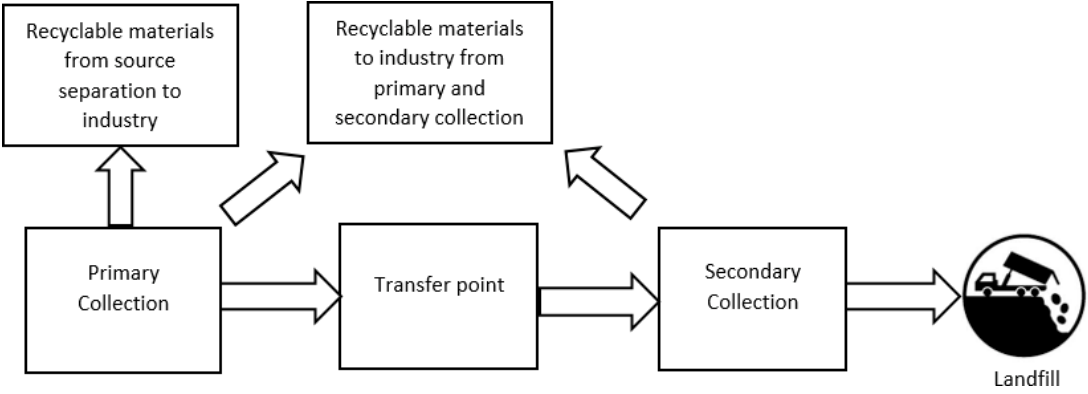 Recyclable materials
from source
separation to
industry
Recyclable materials
to industry from
primary and
secondary collection
Primary
Collection
Transfer point
Secondary
Collection
Landfill